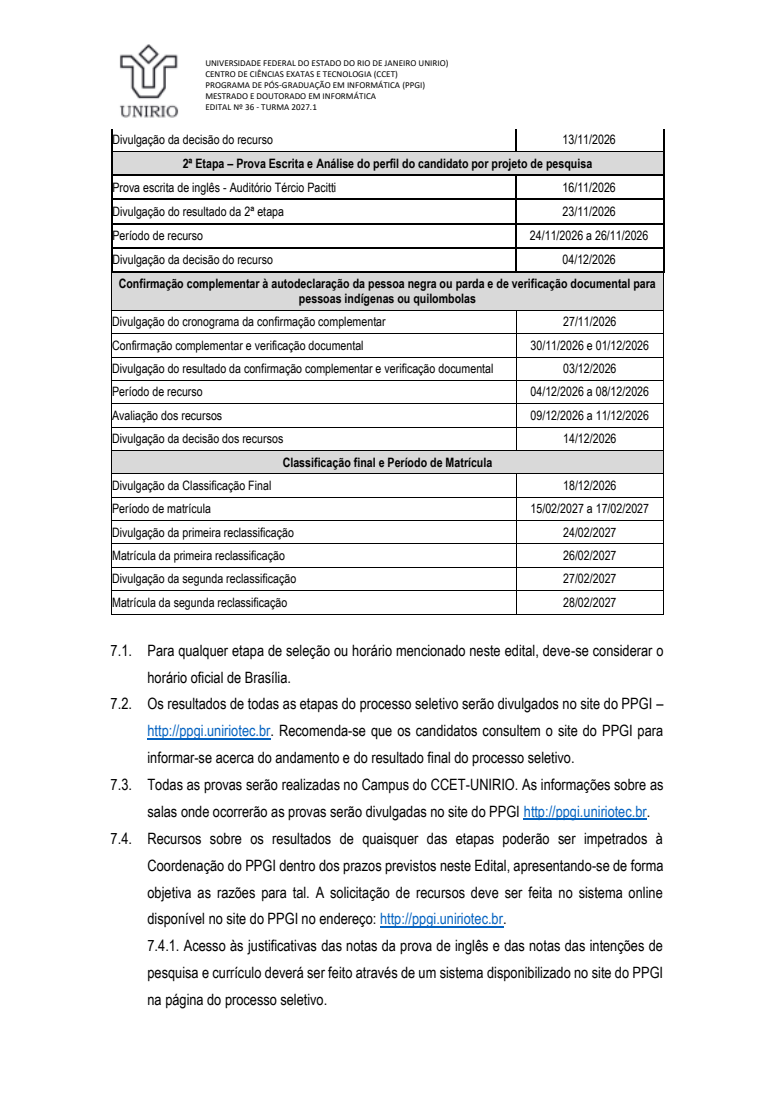 UNIRIO
UNIVERSIDADE FEDERAL DO ESTADO DO RIO DE JANEIRO UNIRIO)
CENTRO DE CIÊNCIAS EXATAS E TECNOLOGIA (CCET)
PROGRAMA DE PÓS-GRADUAÇÃO EM INFORMÁTICA (PPGI)
MESTRADO E DOUTORADO EM INFORMÁTICA
EDITAL Nº 36 - TURMA 2027.1
Divulgação da decisão do recurso 13/11/2026
2ª Etapa – Prova Escrita e Análise do perfil do candidato por projeto de pesquisa
Prova escrita de inglês - Auditório Tércio Pacitti 16/11/2026
Divulgação do resultado da 2ª etapa 23/11/2026
Período de recurso 24/11/2026 a 26/11/2026
Divulgação da decisão do recurso 04/12/2026
Confirmação complementar à autodeclaração da pessoa negra ou parda e de verificação documental para
pessoas indígenas ou quilombolas
Divulgação do cronograma da confirmação complementar 27/11/2026
Confirmação complementar e verificação documental 30/11/2026 e 01/12/2026
Divulgação do resultado da confirmação complementar e verificação documental 03/12/2026
Período de recurso 04/12/2026 a 08/12/2026
Avaliação dos recursos 09/12/2026 a 11/12/2026
Divulgação da decisão dos recursos 14/12/2026
Classificação final e Período de Matrícula
Divulgação da Classificação Final 18/12/2026
Período de matrícula 15/02/2027 a 17/02/2027
Divulgação da primeira reclassificação 24/02/2027
Matrícula da primeira reclassificação 26/02/2027
Divulgação da segunda reclassificação 27/02/2027
Matrícula da segunda reclassificação 28/02/2027
7.1. Para qualquer etapa de seleção ou horário mencionado neste edital, deve-se considerar o
horário oficial de Brasília.
7.2. Os resultados de todas as etapas do processo seletivo serão divulgados no site do PPGI –
http://ppgi.uniriotec.br. Recomenda-se que os candidatos consultem o site do PPGI para
informar-se acerca do andamento e do resultado final do processo seletivo.
7.3. Todas as provas serão realizadas no Campus do CCET-UNIRIO. As informações sobre as
salas onde ocorrerão as provas serão divulgadas no site do PPGI http://ppgi.uniriotec.br.
7.4. Recursos sobre os resultados de quaisquer das etapas poderão ser impetrados à
Coordenação do PPGI dentro dos prazos previstos neste Edital, apresentando-se de forma
objetiva as razões para tal. A solicitação de recursos deve ser feita no sistema online
disponível no site do PPGI no endereço: http://ppgi.uniriotec.br.
7.4.1. Acesso às justificativas das notas da prova de inglês e das notas das intenções de
pesquisa e currículo deverá ser feito através de um sistema disponibilizado no site do PPGI
na página do processo seletivo.